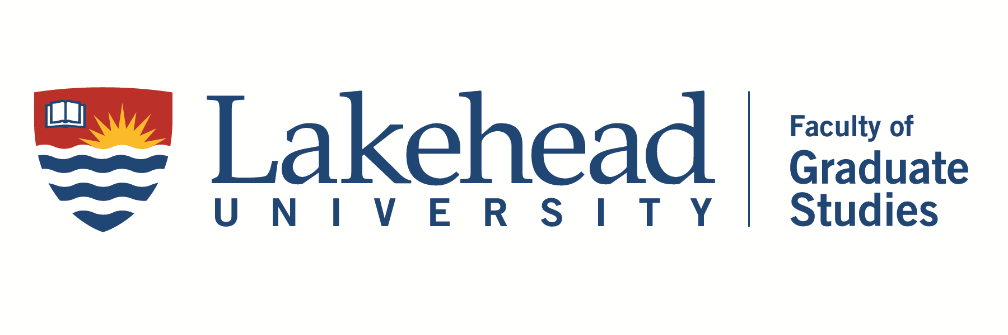 Lakehead
UNIVERSITY
Faculty of
Graduate
Studies